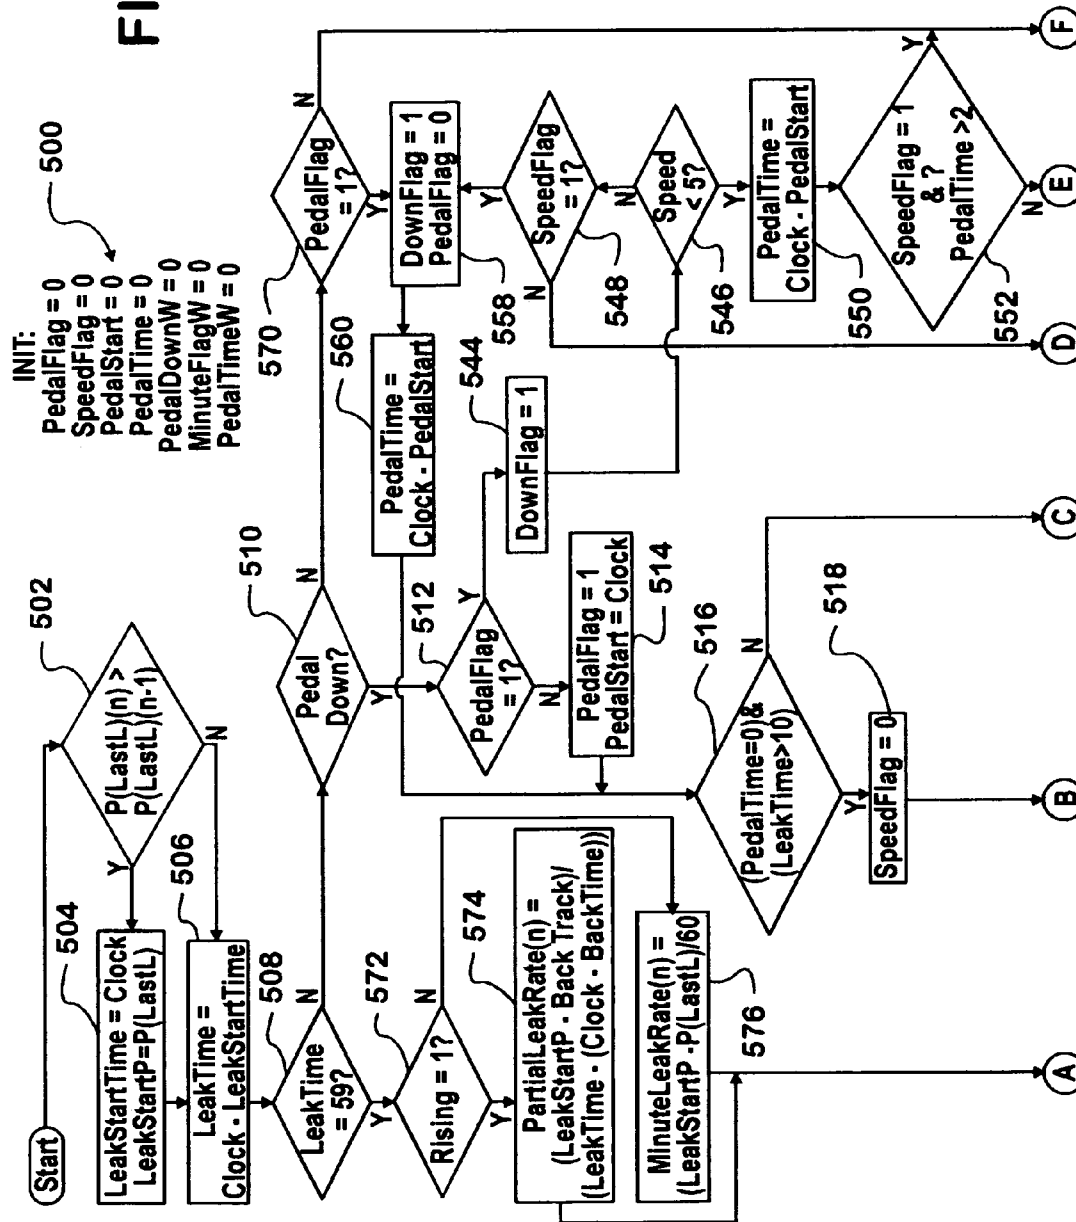 FI
INIT:
PedalFlag = 0
SpeedFlag = 0
PedalStart = 0
PedalTime = 0
PedalDownW = 0
MinuteFlagW = 0
PedalTimeW = 0
500
Start
502
P(LastL)(n) >
P(LastL)(n-1)
Y
N
504
LeakStartTime = Clock
LeakStartP=P(LastL)
506
LeakTime =
Clock - LeakStartTime
508
LeakTime
= 59?
N
Y
572
Rising = 1?
N
Y
574
PartialLeakRate(n) =
(LeakStartP - Back Track)/
(LeakTime - (Clock - BackTime))
MinuteLeakRate(n) =
(LeakStartP -P(LastL)/60
576
A
510
Pedal
Down?
N
Y
512
PedalFlag
= 1?
Y
N
PedalFlag = 1
PedalStart = Clock
514
516
(PedalTime=0)&
(LeakTime>10)
N
Y
518
SpeedFlag = 0
B
C
570
PedalFlag
= 1?
N
Y
DownFlag = 1
PedalFlag = 0
558
560
PedalTime =
Clock - PedalStart
544
DownFlag = 1
SpeedFlag
= 1?
Y
N
548
Speed
< 5?
N
Y
546
PedalTime =
Clock - PedalStart
550
SpeedFlag = 1
& ?
PedalTime >2
Y
N
552
D
E
F